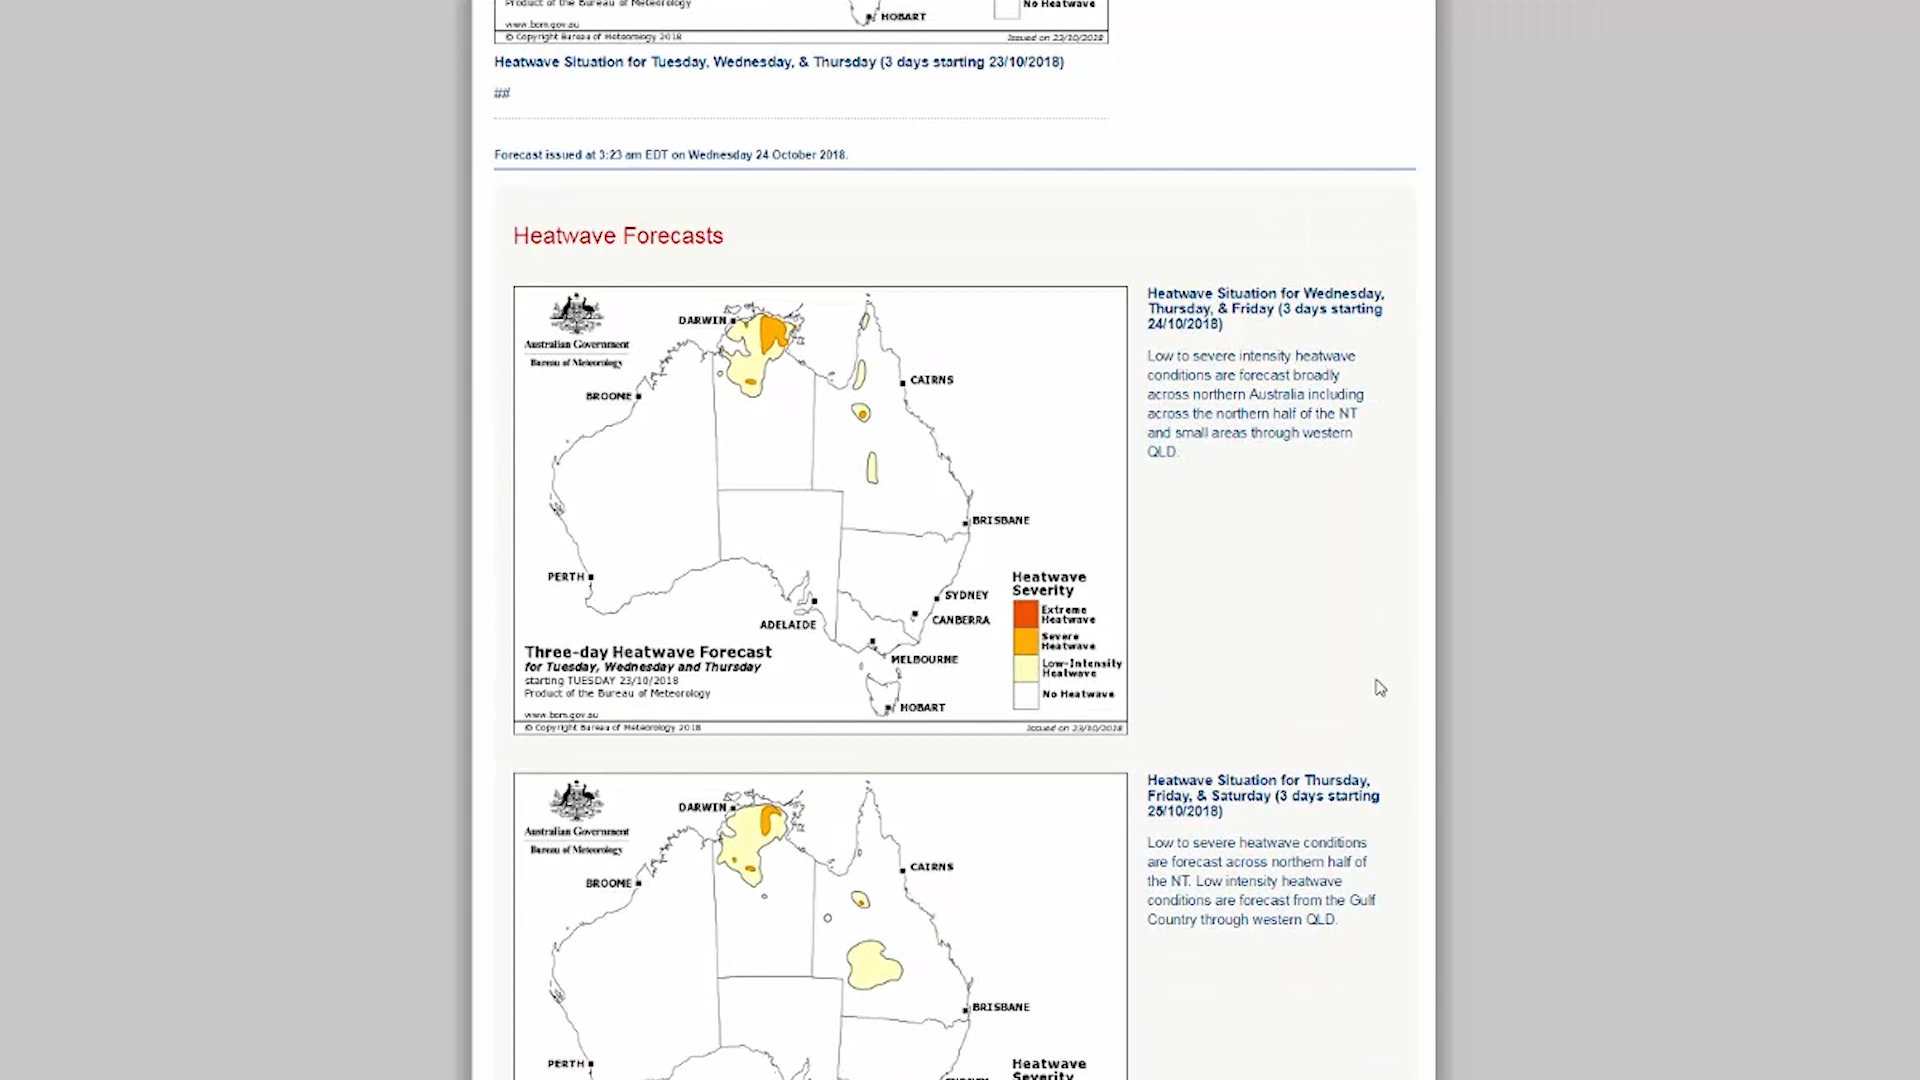 Product of the Bureau of Meteorology
No Heatwave
HOBART
www.bom.gov.au
© Copyright Bureau of Meteorology 2018
Issued on 23/10/2018
Heatwave Situation for Tuesday, Wednesday, & Thursday (3 days starting 23/10/2018)
##
Forecast issued at 3:23 am EDT on Wednesday 24 October 2018.
Heatwave Forecasts
Australian Government
Bureau of Meteorology
DARWIN
CAIRNS
BROOME
BRISBANE
PERTH
SYDNEY
ADELAIDE
CANBERRA
MELBOURNE
HOBART
Heatwave
Severity
Extreme
Heatwave
Severe
Heatwave
Low-Intensity
Heatwave
No Heatwave
Three-day Heatwave Forecast
for Tuesday, Wednesday and Thursday
starting TUESDAY 23/10/2018
Product of the Bureau of Meteorology
www.bom.gov.au
© Copyright Bureau of Meteorology 2018
Issued on 23/10/2018
Heatwave Situation for Wednesday,
Thursday, & Friday (3 days starting
24/10/2018)
Low to severe intensity heatwave
conditions are forecast broadly
across northern Australia including
across the northern half of the NT
and small areas through western
QLD.
Australian Government
Bureau of Meteorology
DARWIN
CAIRNS
BROOME
BRISBANE
PERTH
Heatwave
Severity
SYDNEY
Heatwave Situation for Thursday,
Friday, & Saturday (3 days starting
25/10/2018)
Low to severe heatwave conditions
are forecast across northern half of
the NT. Low intensity heatwave
conditions are forecast from the Gulf
Country through western QLD.